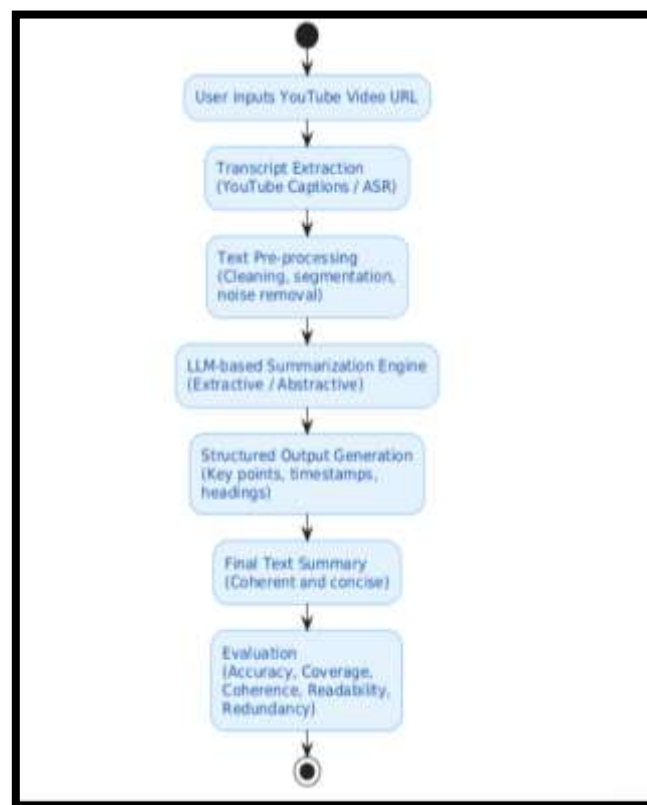 User inputs YouTube Video URL
Transcript Extraction
(YouTube Captions / ASR)
Text Pre-processing
(Cleaning, segmentation,
noise removal)
LLM-based Summarization Engine
(Extractive / Abstractive)
Structured Output Generation
(Key points, timestamps,
headings)
Final Text Summary
(Coherent and concise)
Evaluation
(Accuracy, Coverage,
Coherence, Readability,
Redundancy)